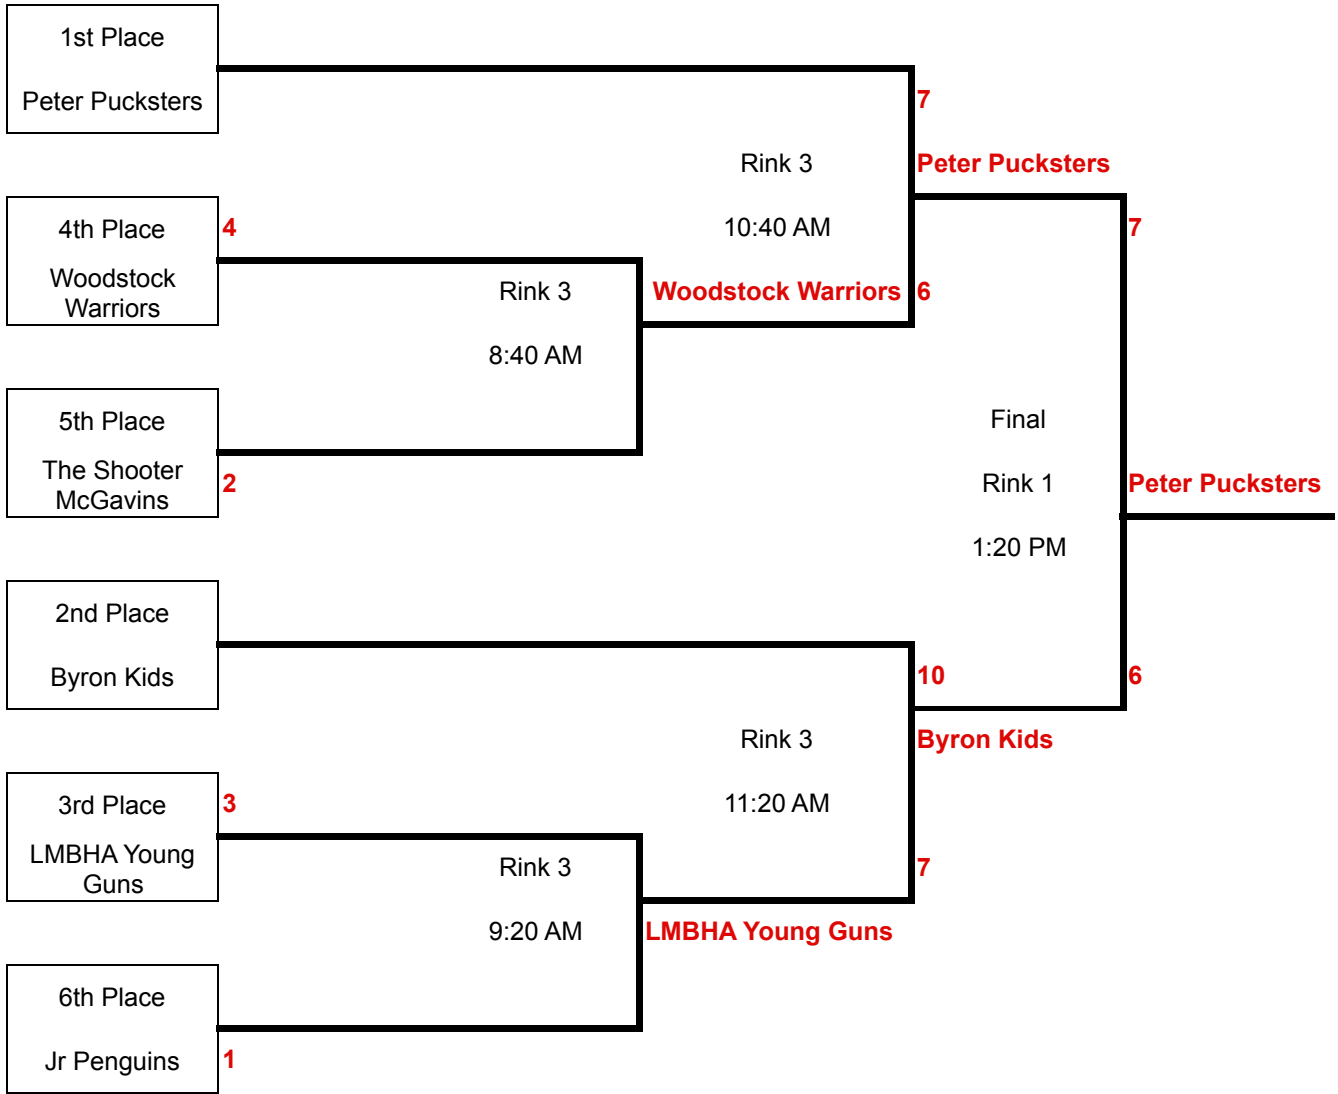 1st Place
Peter Pucksters
7
Rink 3
Peter Pucksters
4th Place
4
10:40 AM
7
Woodstock
Warriors
Rink 3
Woodstock Warriors
6
8:40 AM
5th Place
Final
The Shooter
McGavins
2
Rink 1
Peter Pucksters
1:20 PM
2nd Place
Byron Kids
10
6
Rink 3
Byron Kids
3rd Place
3
11:20 AM
LMBHA Young
Guns
Rink 3
7
9:20 AM
LMBHA Young Guns
6th Place
Jr Penguins
1